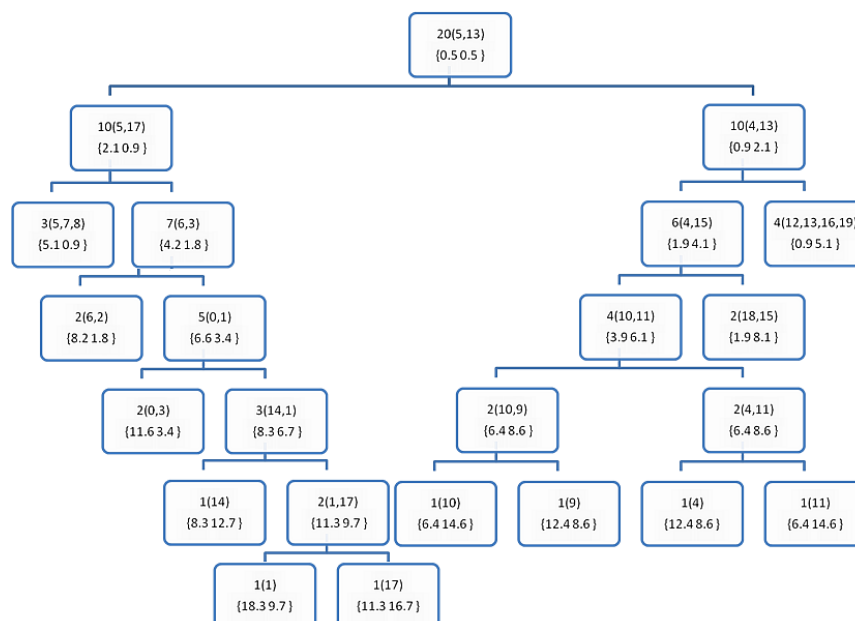 20(5,13)
{0.5 0.5 }
10(5,17)
{2.1 0.9 }
10(4,13)
{0.9 2.1 }
3(5,7,8)
{5.1 0.9 }
7(6,3)
{4.2 1.8 }
6(4,15)
{1.9 4.1 }
4(12,13,16,19)
{0.9 5.1 }
2(6,2)
{8.2 1.8 }
5(0,1)
{6.6 3.4 }
4(10,11)
{3.9 6.1 }
2(18,15)
{1.9 8.1 }
2(0,3)
{11.6 3.4 }
3(14,1)
{8.3 6.7 }
2(10,9)
{6.4 8.6 }
2(4,11)
{6.4 8.6 }
1(14)
{8.3 12.7 }
2(1,17)
{11.3 9.7 }
1(10)
{6.4 14.6 }
1(9)
{12.4 8.6 }
1(4)
{12.4 8.6 }
1(11)
{6.4 14.6 }
1(1)
{18.3 9.7 }
1(17)
{11.3 16.7 }